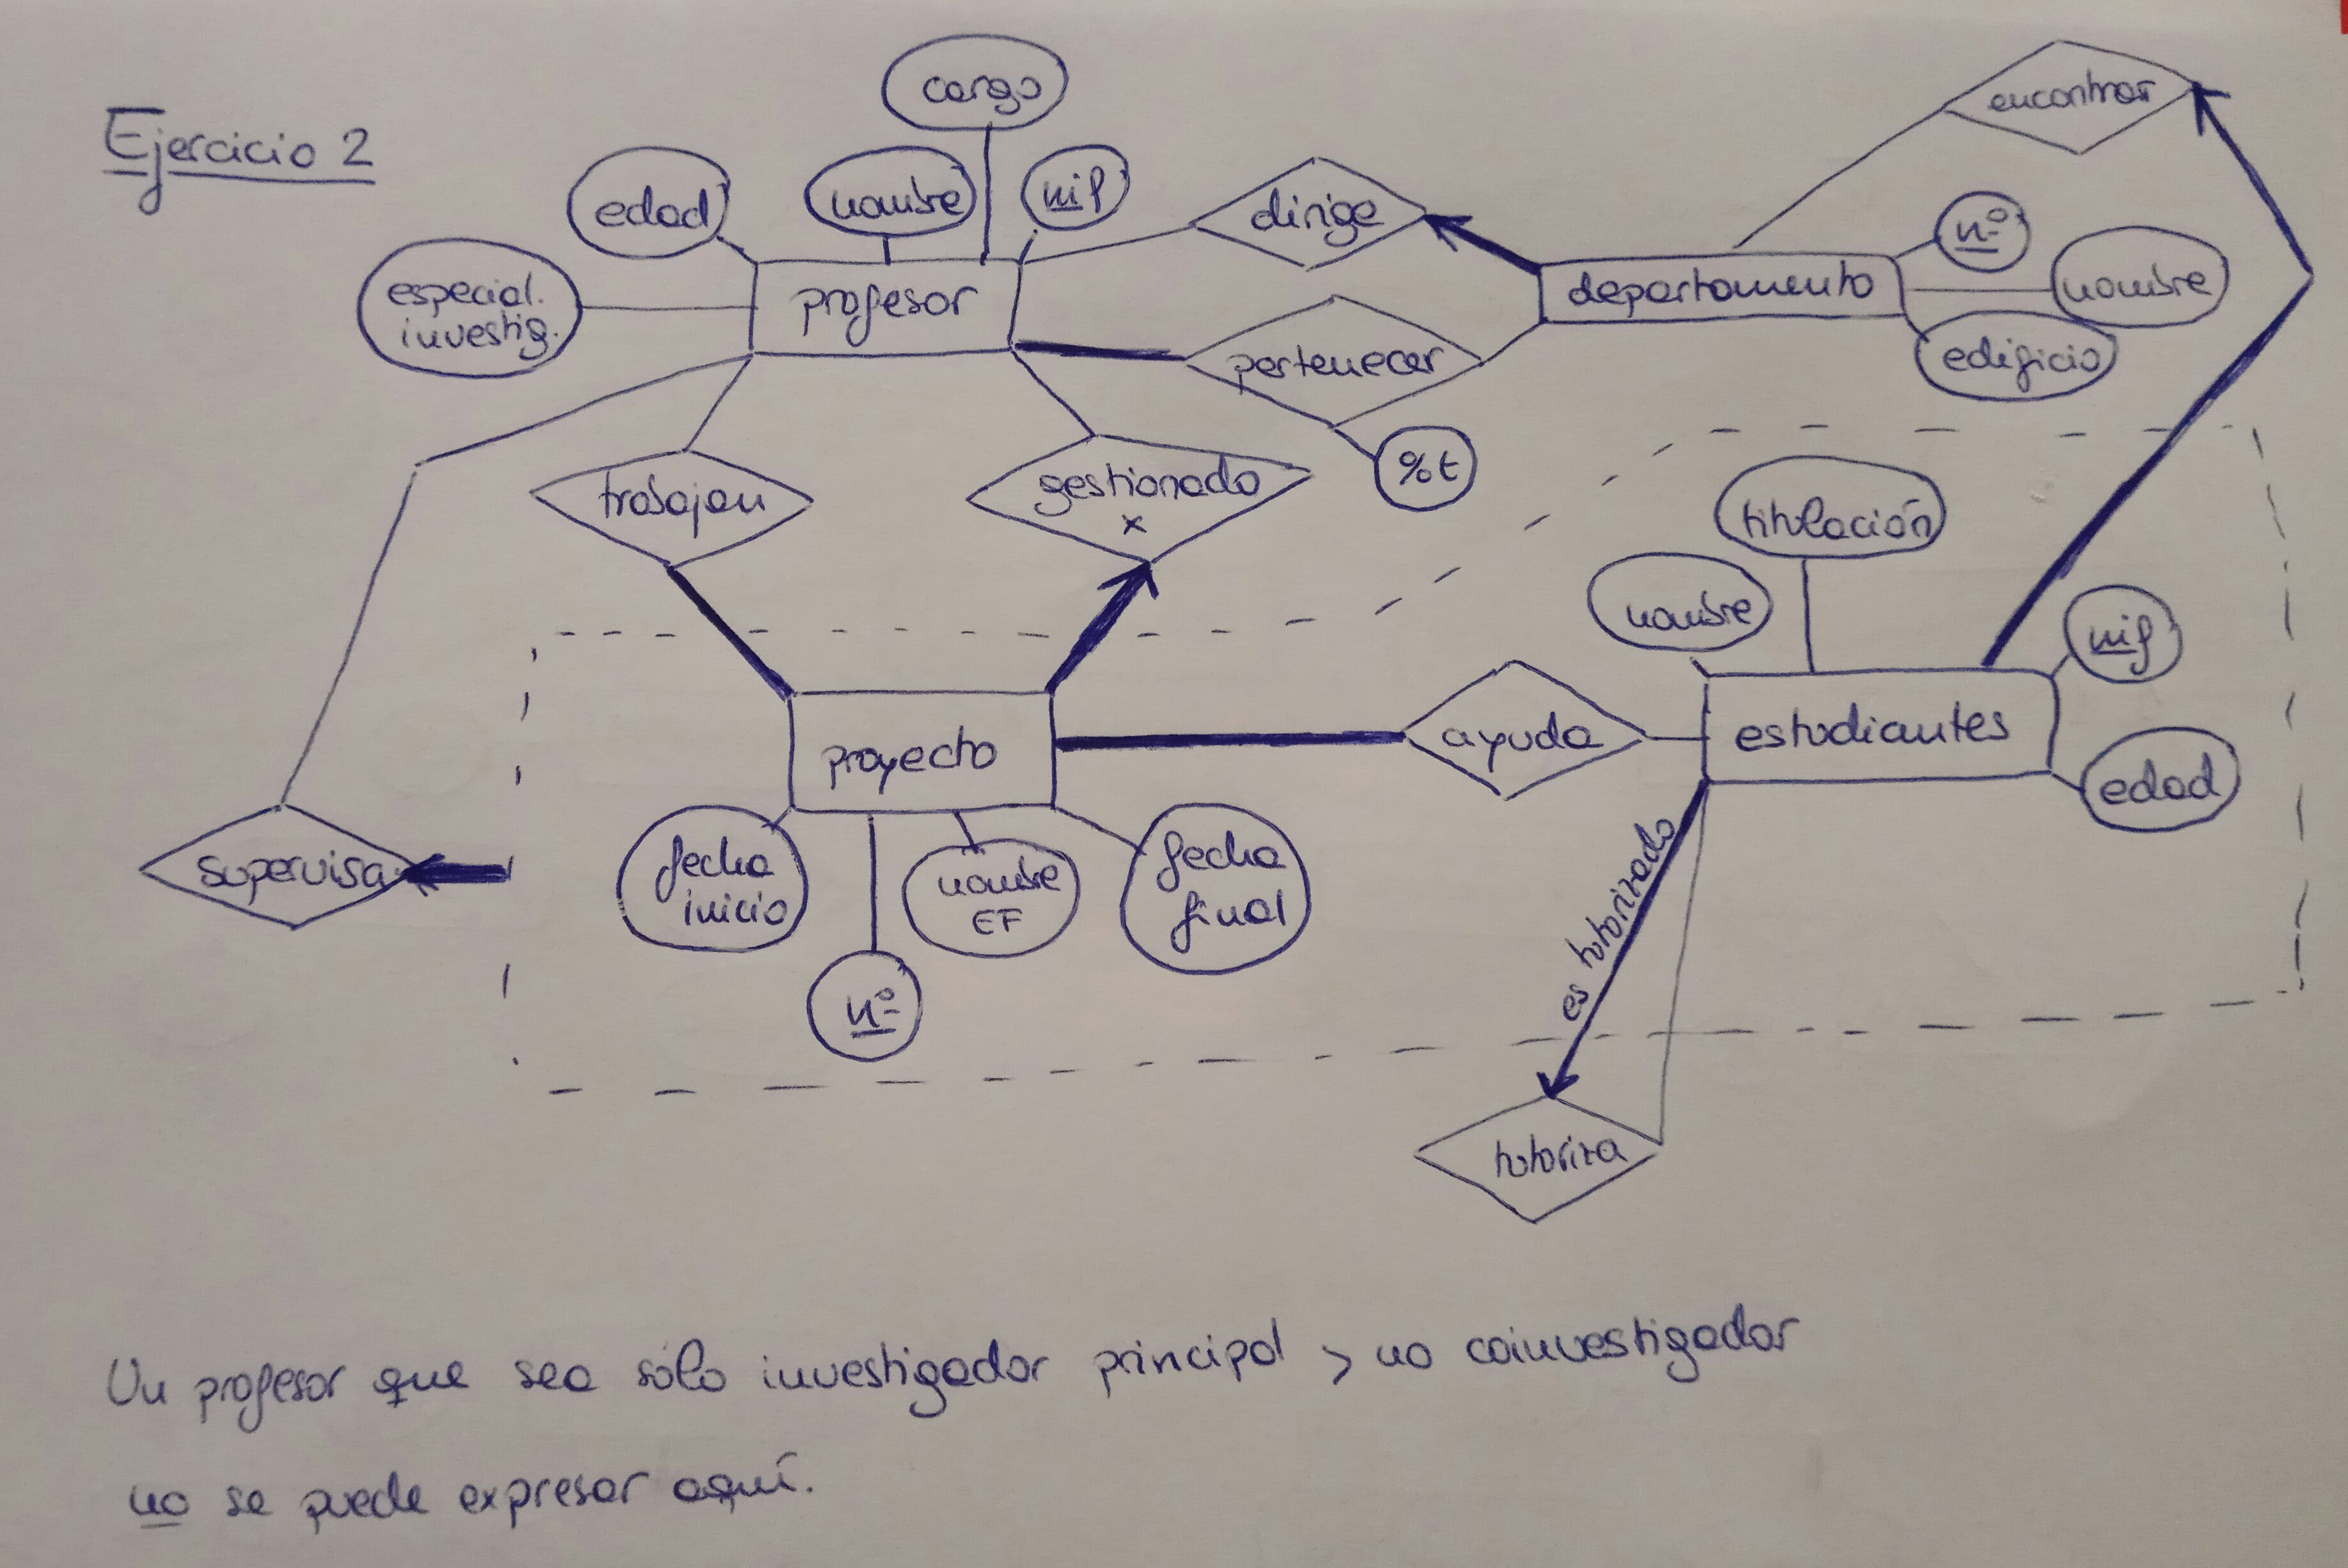 Ejercicio 2
cargo
edad
nombre
nif
especial.
investig.
profesor
dirige
departamento
encontrar
nº
nombre
edificio
pertenecer
%t
trabajan
gestionado
x
titulación
nombre
nif
edad
estudiantes
proyecto
ayuda
supervisa
fecha
inicio
nº
nombre
EF
fecha
final
es tutorizado
tutoriza
Un profesor que sea sólo investigador principal > no coinvestigador
no se puede expresar aquí.